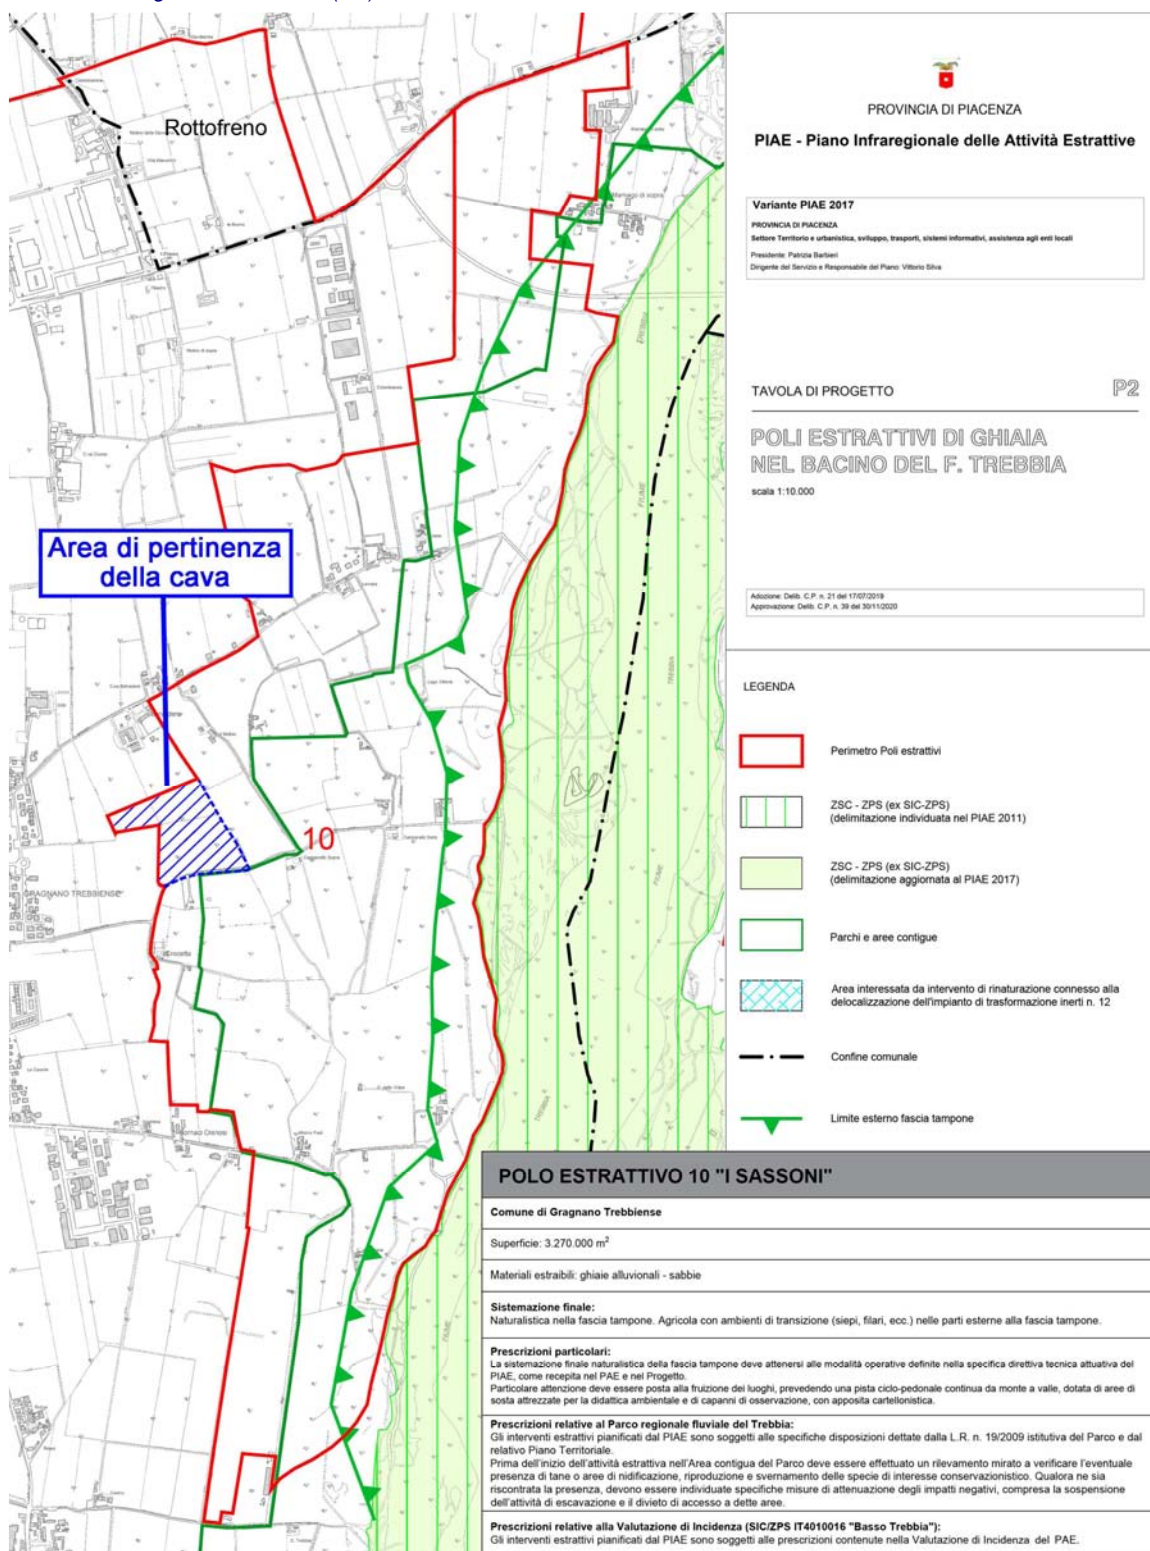 Rottofreno
Area di pertinenza
della cava
10
GRAGNANO TREBBIENSE
Mamago di sopra
Crocetta
FIUME
TREBBIA
FIUME
TREBBIA
FIUME
PROVINCIA DI PIACENZA
PIAE - Piano Infraregionale delle Attività Estrattive
Variante PIAE 2017
PROVINCIA DI PIACENZA
Settore Territorio e urbanistica, sviluppo, trasporti, sistemi informativi, assistenza agli enti locali
Presidente: Patrizia Barbieri
Dirigente del Servizio e Responsabile del Piano: Vittorio Silva
TAVOLA DI PROGETTO P2
POLI ESTRATTIVI DI GHIAIA
NEL BACINO DEL F. TREBBIA
scala 1:10.000
Adozione: Delib. C.P. n. 21 del 17/07/2019
Approvazione: Delib. C.P. n. 39 del 30/11/2020
LEGENDA
Perimetro Poli estrattivi
ZSC - ZPS (ex SIC-ZPS)
(delimitazione individuata nel PIAE 2011)
ZSC - ZPS (ex SIC-ZPS)
(delimitazione aggiornata al PIAE 2017)
Parchi e aree contigue
Area interessata da intervento di rinaturazione connesso alla
delocalizzazione dell'impianto di trasformazione inerti n. 12
Confine comunale
Limite esterno fascia tampone
POLO ESTRATTIVO 10 "I SASSONI"
Comune di Gragnano Trebbiense
Superficie: 3.270.000 m²
Materiali estraibili: ghiaie alluvionali - sabbie
Sistemazione finale:
Naturalistica nella fascia tampone. Agricola con ambienti di transizione (siepi, filari, ecc.) nelle parti esterne alla fascia tampone.
Prescrizioni particolari:
La sistemazione finale naturalistica della fascia tampone deve attenersi alle modalità operative definite nella specifica direttiva tecnica attuativa del
PIAE, come recepita nel PAE e nel Progetto.
Particolare attenzione deve essere posta alla fruizione dei luoghi, prevedendo una pista ciclo-pedonale continua da monte a valle, dotata di aree di
sosta attrezzate per la didattica ambientale e di capanni di osservazione, con apposita cartellonistica.
Prescrizioni relative al Parco regionale fluviale del Trebbia:
Gli interventi estrattivi pianificati dal PIAE sono soggetti alle specifiche disposizioni dettate dalla L.R. n. 19/2009 istitutiva del Parco e dal
relativo Piano Territoriale.
Prima dell'inizio dell'attività estrattiva nell'Area contigua del Parco deve essere effettuato un rilevamento mirato a verificare l'eventuale
presenza di tane o aree di nidificazione, riproduzione e svernamento delle specie di interesse conservazionistico. Qualora ne sia
riscontrata la presenza, devono essere individuate specifiche misure di attenuazione degli impatti negativi, compresa la sospensione
dell'attività di escavazione e il divieto di accesso a dette aree.
Prescrizioni relative alla Valutazione di Incidenza (SIC/ZPS IT4010016 "Basso Trebbia"):
Gli interventi estrattivi pianificati dal PIAE sono soggetti alle prescrizioni contenute nella Valutazione di Incidenza del PAE.